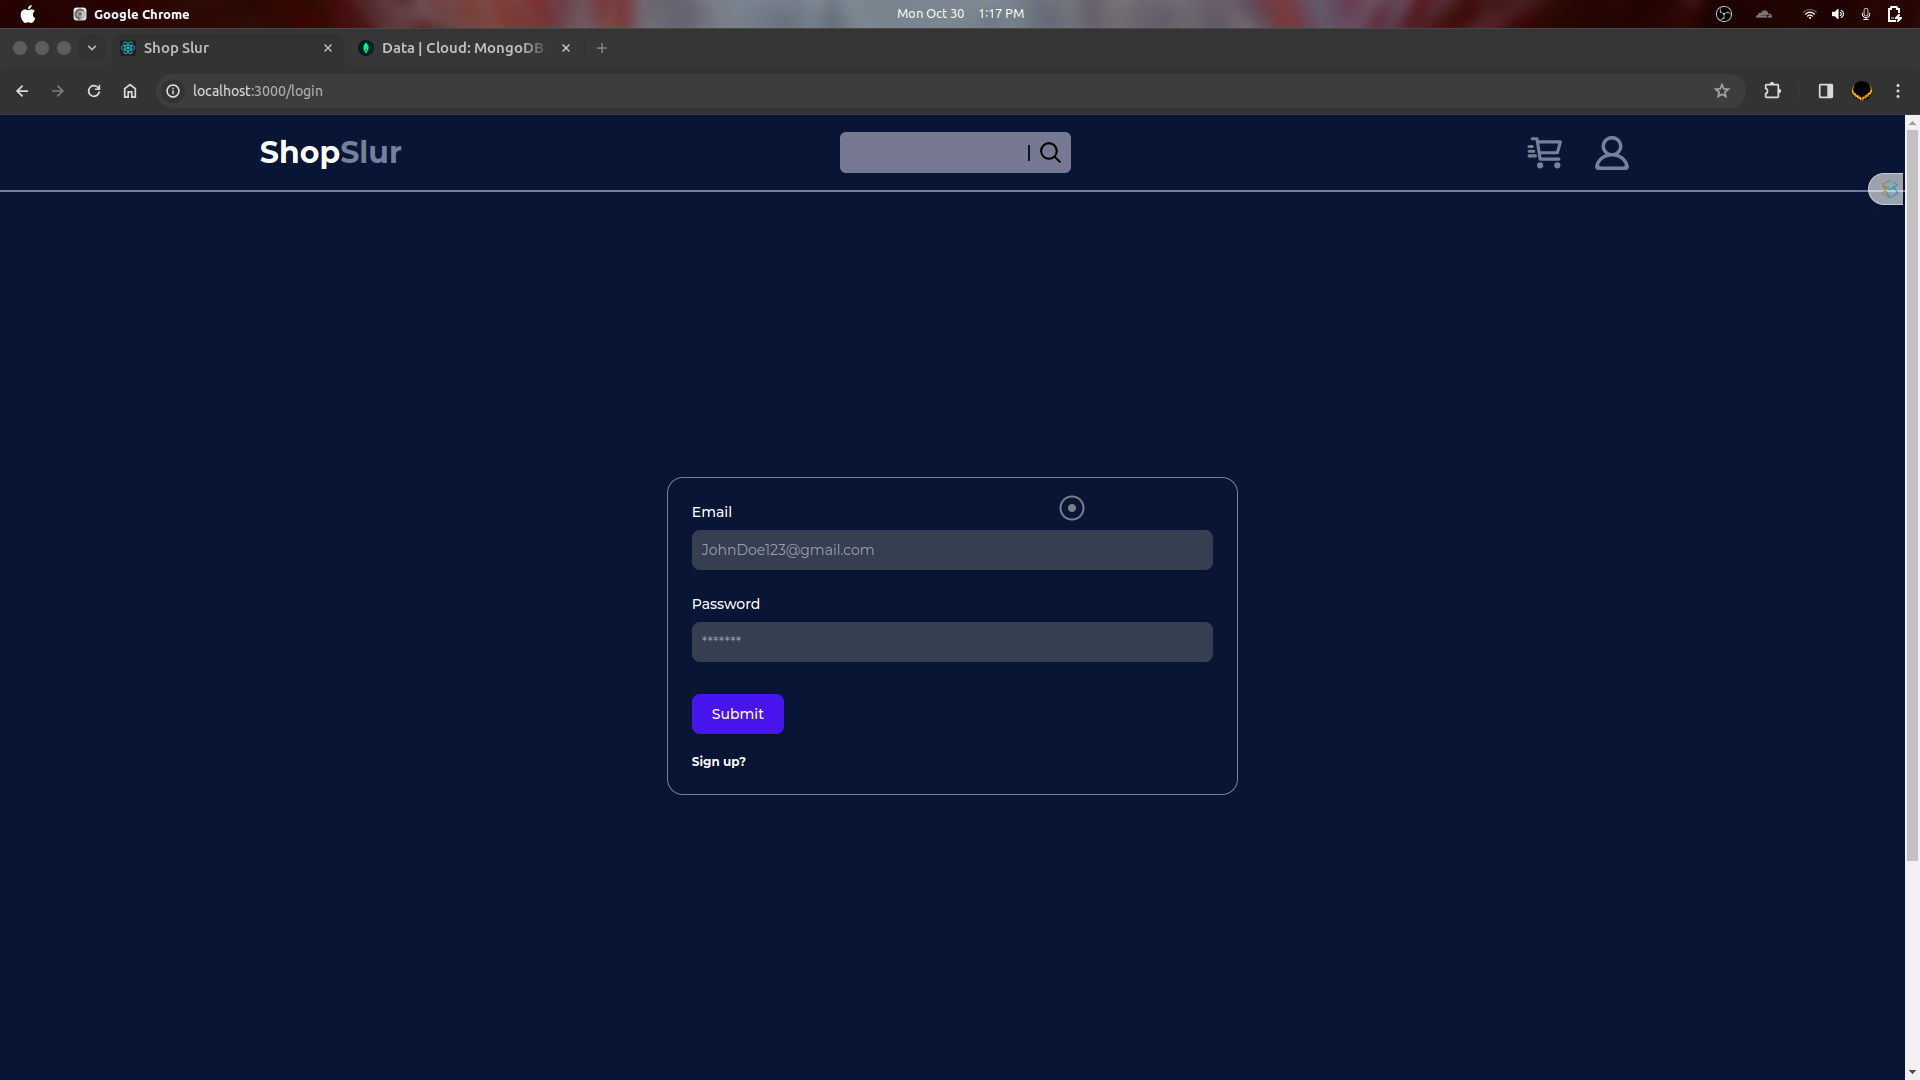 Google Chrome
Mon Oct 30 1:17 PM
Shop Slur
Data | Cloud: MongoDB
localhost:3000/login
ShopSlur
Email
JohnDoe123@gmail.com
Password
*******
Submit
Sign up?